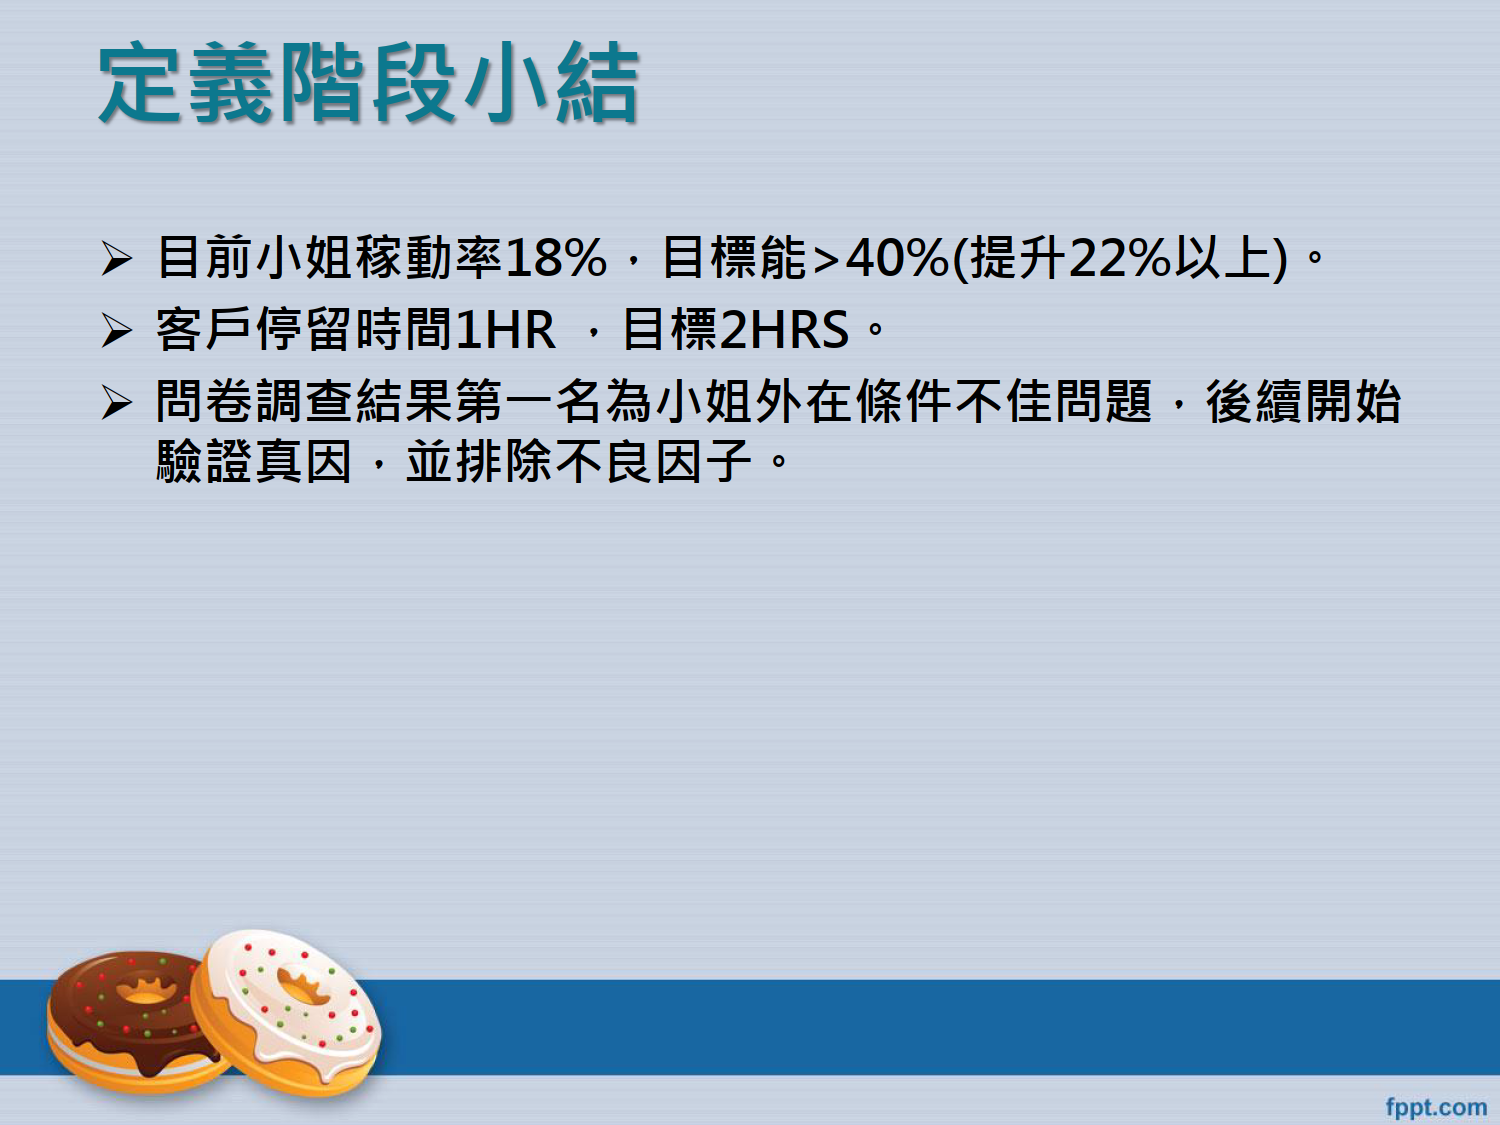 定義階段小結
目前小姐稼動率18%，目標能>40%(提升22%以上)。
客戶停留時間1HR ，目標2HRS。
問卷調查結果第一名為小姐外在條件不佳問題，後續開始
驗證真因，並排除不良因子。
fppt.com